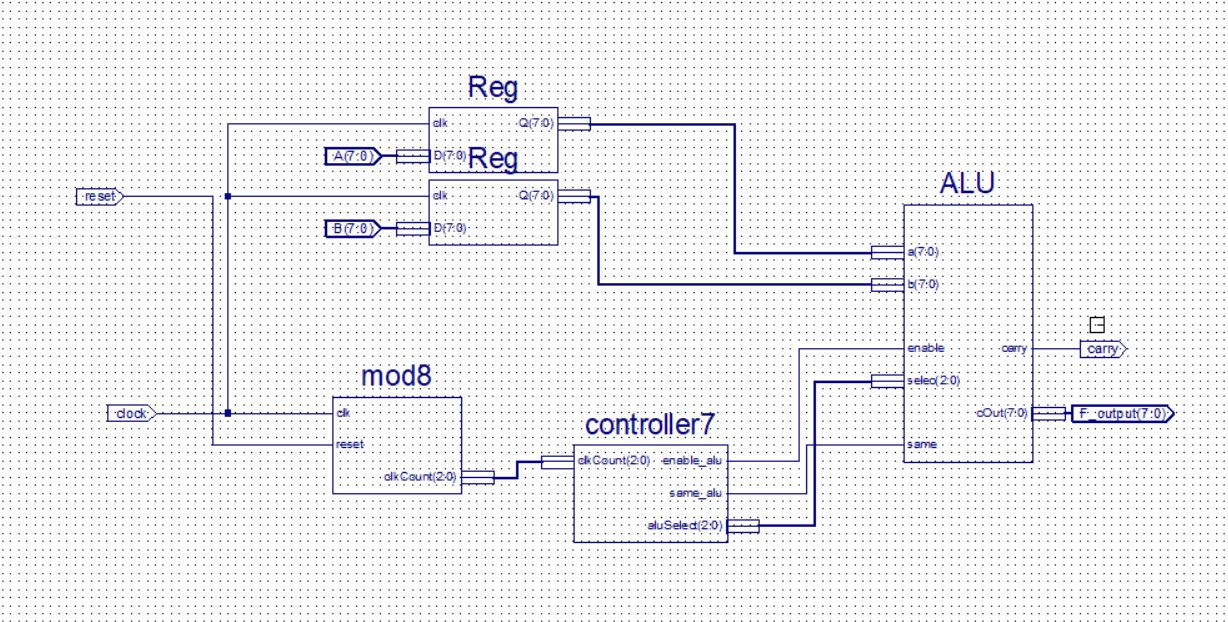 Reg
clk
Q(7:0)
A(7:0)
D(7:0)
Reg
clk
Q(7:0)
B(7:0)
D(7:0)
reset
ALU
a(7:0)
b(7:0)
enable
carry
carry
selec(2:0)
cOut(7:0)
F_output(7:0)
same
mod8
clock
clk
reset
clkCount(2:0)
controller7
clkCount(2:0)
enable_alu
same_alu
aluSelect(2:0)